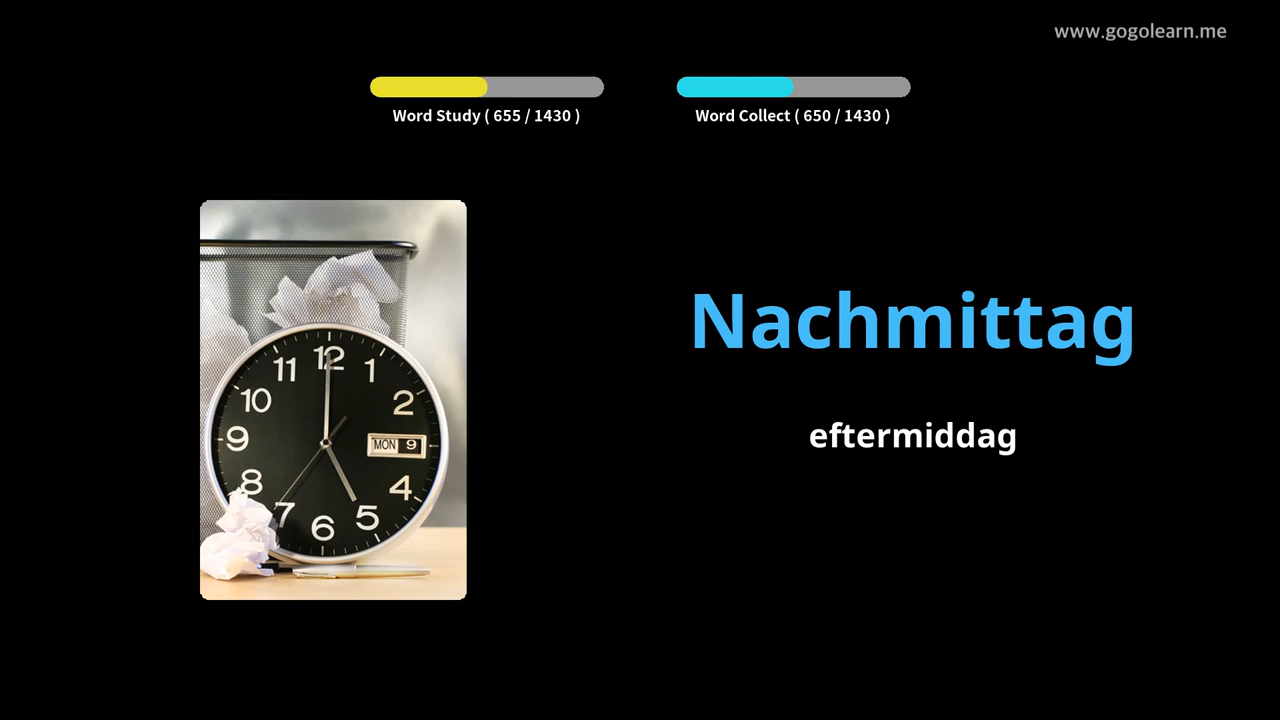 www.gogolearn.me
Word Study ( 655 / 1430 )
Word Collect ( 650 / 1430 )
12
11
1
10
2
9
MON 9
8
4
7
5
6
Nachmittag
eftermiddag